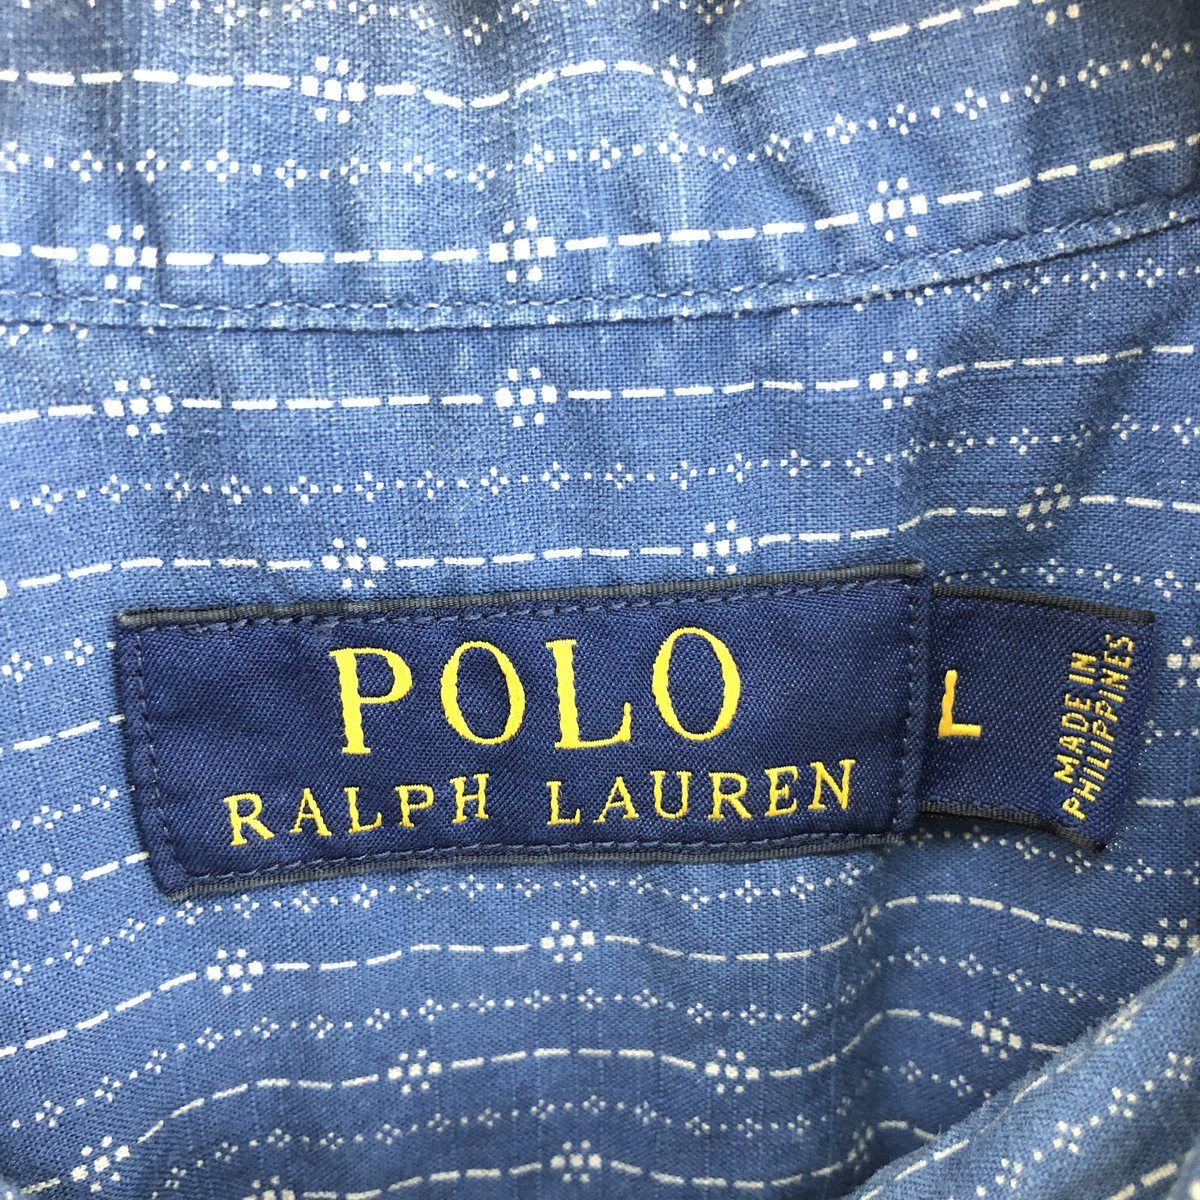 POLO
RALPH LAUREN
L
MADE IN
PHILIPPINES